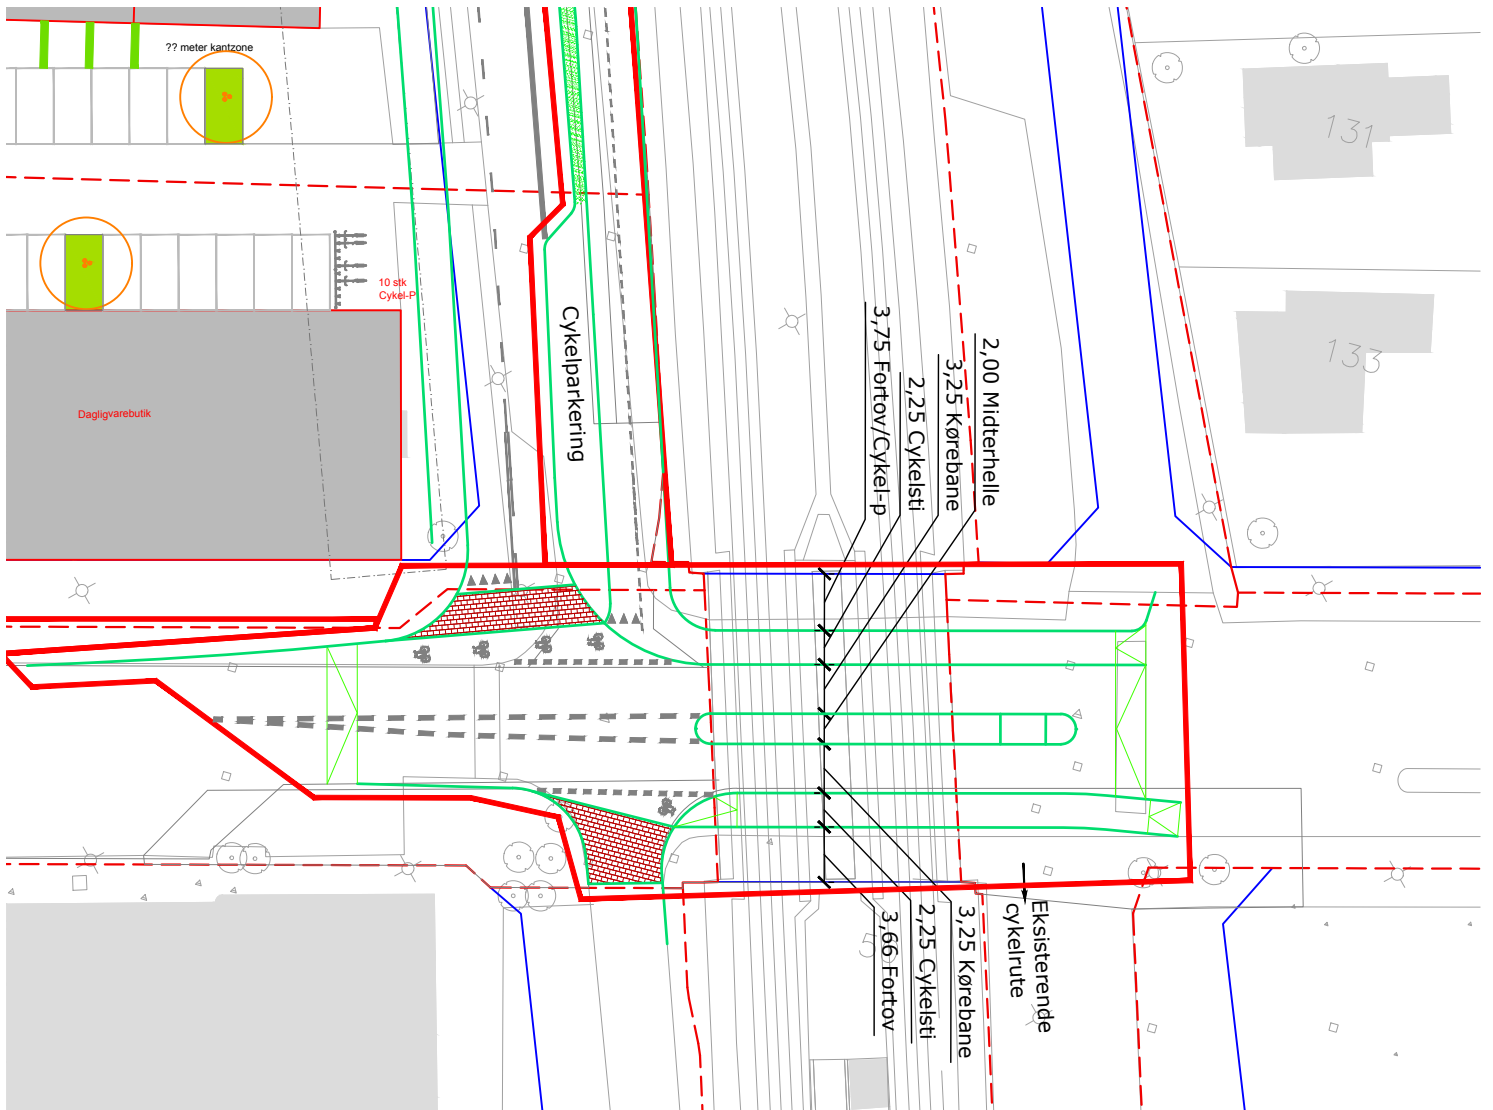 ?? meter kantzone
131
133
10 stk
Cykel-P
Dagligvarebutik
Cykelparkering
3,75 Fortov/Cykel-p
2,25 Cykelsti
3,25 Kørebane
2,00 Midterhelle
3,66 Fortov
2,25 Cykelsti
3,25 Kørebane
Eksisterende
cykelrute